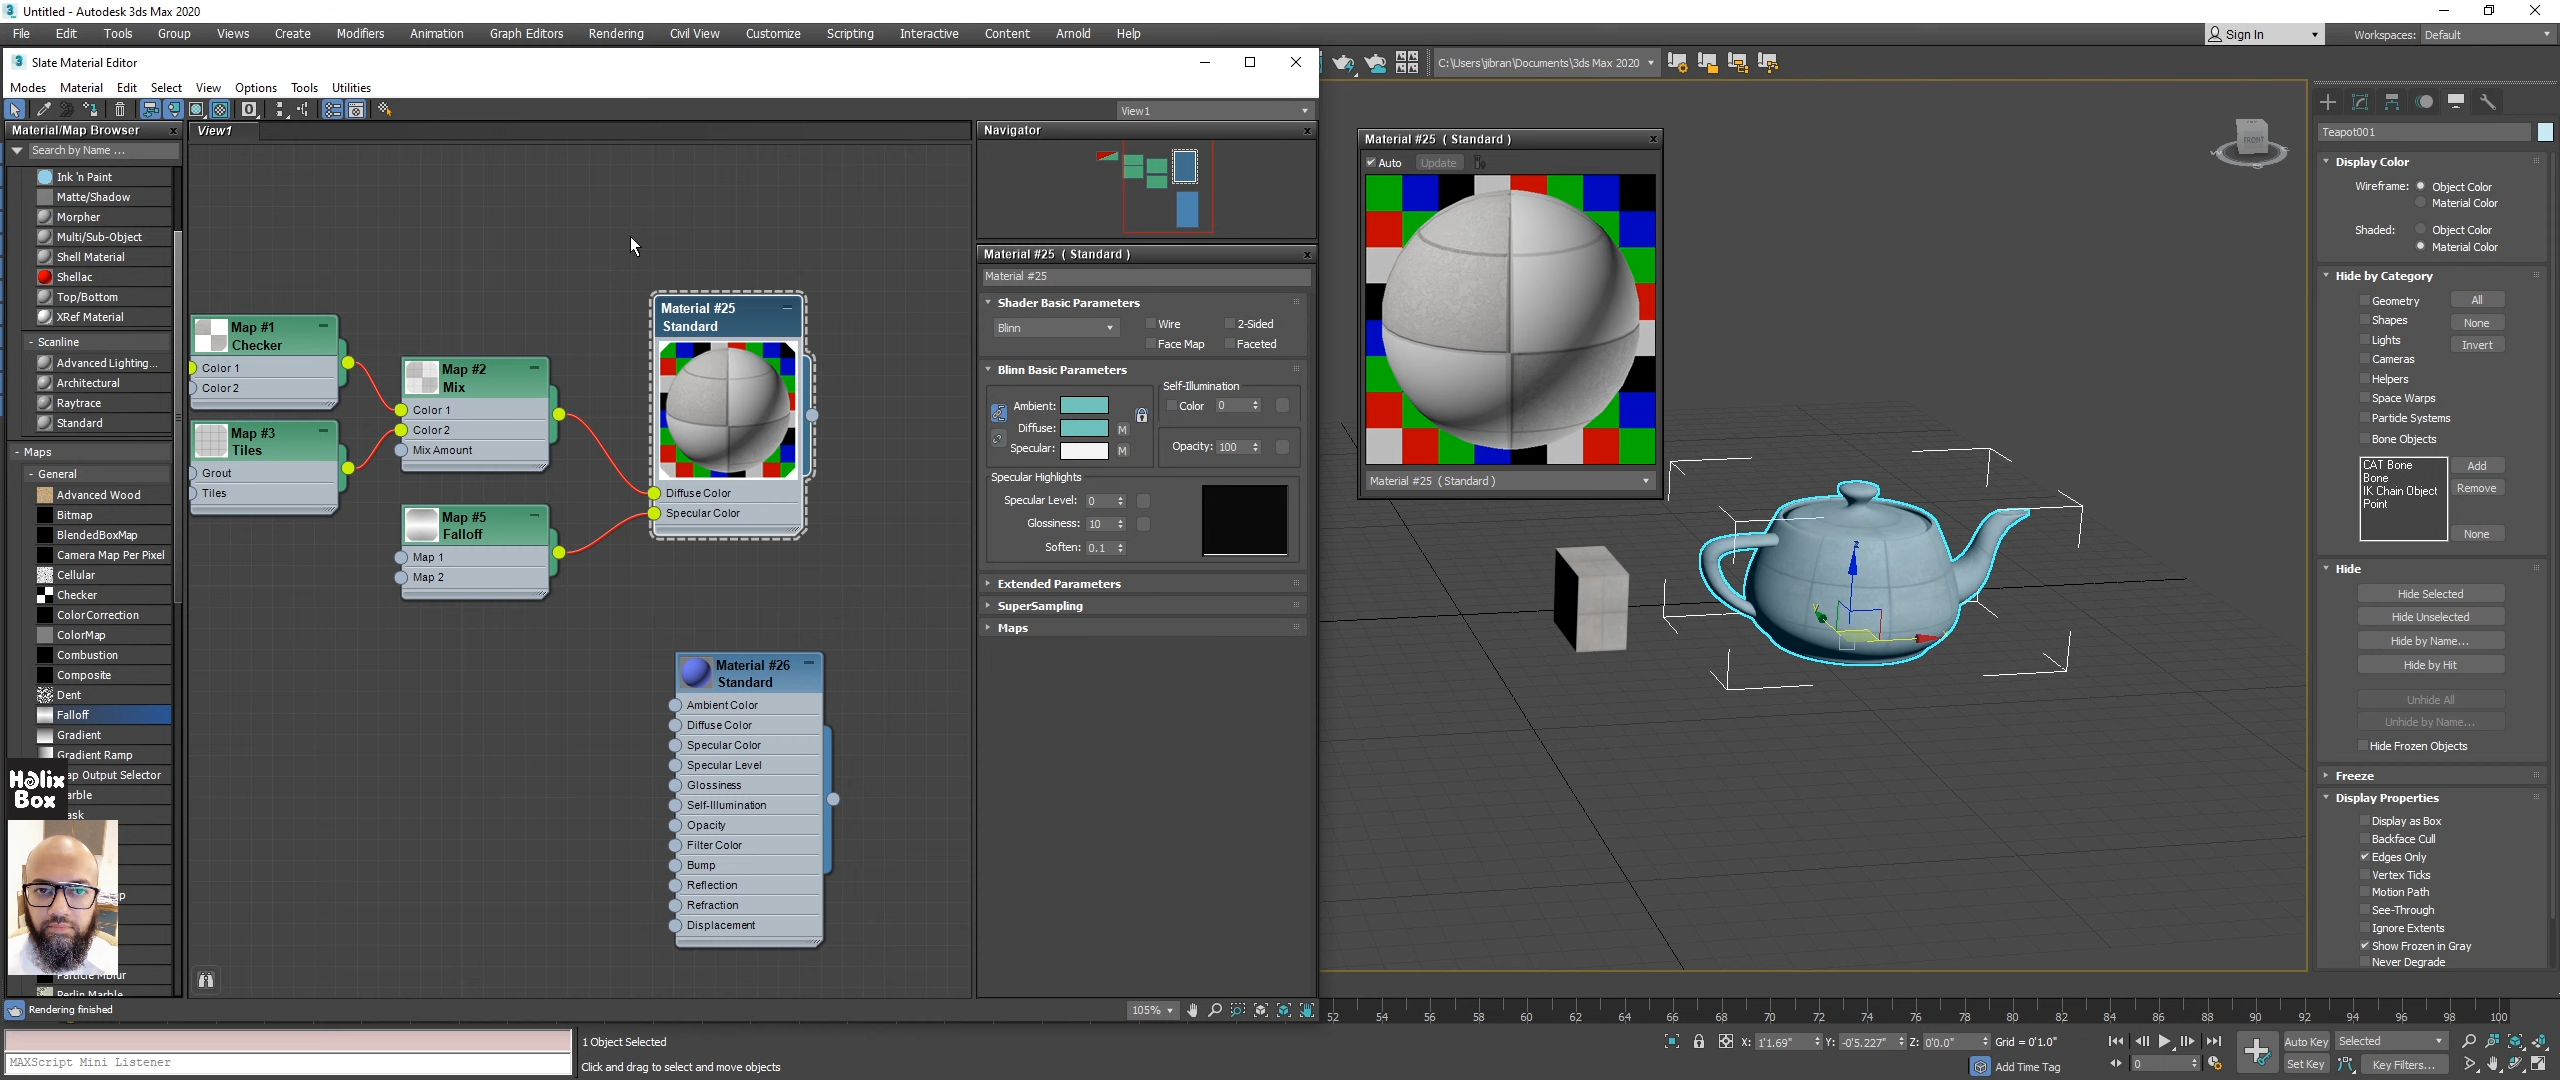 Untitled - Autodesk 3ds Max 2020
File Edit Tools Group Views Create Modifiers Animation Graph Editors Rendering Civil View Customize Scripting Interactive Content Arnold Help
Sign In
Workspaces: Default
Slate Material Editor
Modes Material Edit Select View Options Tools Utilities
C:\Users\jibran\Documents\3ds Max 2020
View1
Material/Map Browser
Search by Name ...
Ink 'n Paint
Matte/Shadow
Morpher
Multi/Sub-Object
Shell Material
Shellac
Top/Bottom
XRef Material
- Scanline
Advanced Lighting...
Architectural
Raytrace
Standard
- Maps
- General
Advanced Wood
Bitmap
BlendedBoxMap
Camera Map Per Pixel
Cellular
Checker
ColorCorrection
ColorMap
Combustion
Composite
Dent
Falloff
Gradient
Gradient Ramp
ap Output Selector
arble
ask
Halix
Box
Perlin Marble
Rendering finished
View1
Map #1
Checker
Color 1
Color 2
Map #3
Tiles
Grout
Tiles
Map #2
Mix
Color 1
Color 2
Mix Amount
Map #5
Falloff
Map 1
Map 2
Material #25
Standard
Diffuse Color
Specular Color
Material #26
Standard
Ambient Color
Diffuse Color
Specular Color
Specular Level
Glossiness
Self-Illumination
Opacity
Filter Color
Bump
Reflection
Refraction
Displacement
Navigator
Material #25 ( Standard )
Material #25
Shader Basic Parameters
Blinn
Wire
2-Sided
Face Map
Faceted
Blinn Basic Parameters
Self-Illumination
Ambient:
Color 0
Diffuse: M
Specular: M
Opacity: 100
Specular Highlights
Specular Level: 0
Glossiness: 10
Soften: 0.1
Extended Parameters
SuperSampling
Maps
105%
Material #25 ( Standard )
Auto Update
Material #25 ( Standard )
FRONT
z
y
Teapot001
Display Color
Wireframe: Object Color
Material Color
Shaded: Object Color
Material Color
Hide by Category
Geometry All
Shapes None
Lights Invert
Cameras
Helpers
Space Warps
Particle Systems
Bone Objects
CAT Bone
Bone
IK Chain Object
Point
Add
Remove
None
Hide
Hide Selected
Hide Unselected
Hide by Name...
Hide by Hit
Unhide All
Unhide by Name...
Hide Frozen Objects
Freeze
Display Properties
Display as Box
Backface Cull
Edges Only
Vertex Ticks
Motion Path
See-Through
Ignore Extents
Show Frozen in Gray
Never Degrade
52 54 56 58 60 62 64 66 68 70 72 74 76 78 80 82 84 86 88 90 92 94 96 98 100
MAXScript Mini Listener
1 Object Selected
Click and drag to select and move objects
X: 1'1.69" Y: -0'5.227" Z: 0'0.0" Grid = 0'1.0"
Add Time Tag
0
Auto Key Selected
Set Key Key Filters...